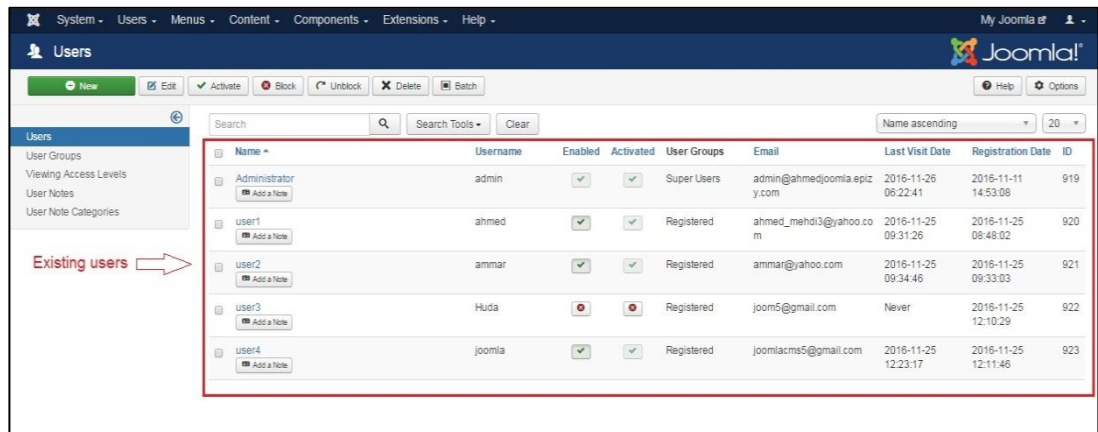 System Users Menus Content Components Extensions Help My Joomla
Users Joomla!®
New Edit Activate Block Unblock Delete Batch Help Options
Search Search Tools Clear Name ascending 20
Users
User Groups
Viewing Access Levels
User Notes
User Note Categories
Existing users
Name Username Enabled Activated User Groups Email Last Visit Date Registration Date ID
Administrator admin Super Users admin@ahmedjoomla.epiz 2016-11-26 2016-11-11 919
Add a Note y.com 06:22:41 14:53:08
user1 ahmed Registered ahmed_mehdi3@yahoo.co 2016-11-25 2016-11-25 920
Add a Note m 09:31:26 08:48:02
user2 ammar Registered ammar@yahoo.com 2016-11-25 2016-11-25 921
Add a Note 09:34:46 09:33:03
user3 Huda Registered joom5@gmail.com Never 2016-11-25 922
Add a Note 12:10:29
user4 joomla Registered joomlacms5@gmail.com 2016-11-25 2016-11-25 923
Add a Note 12:23:17 12:11:46